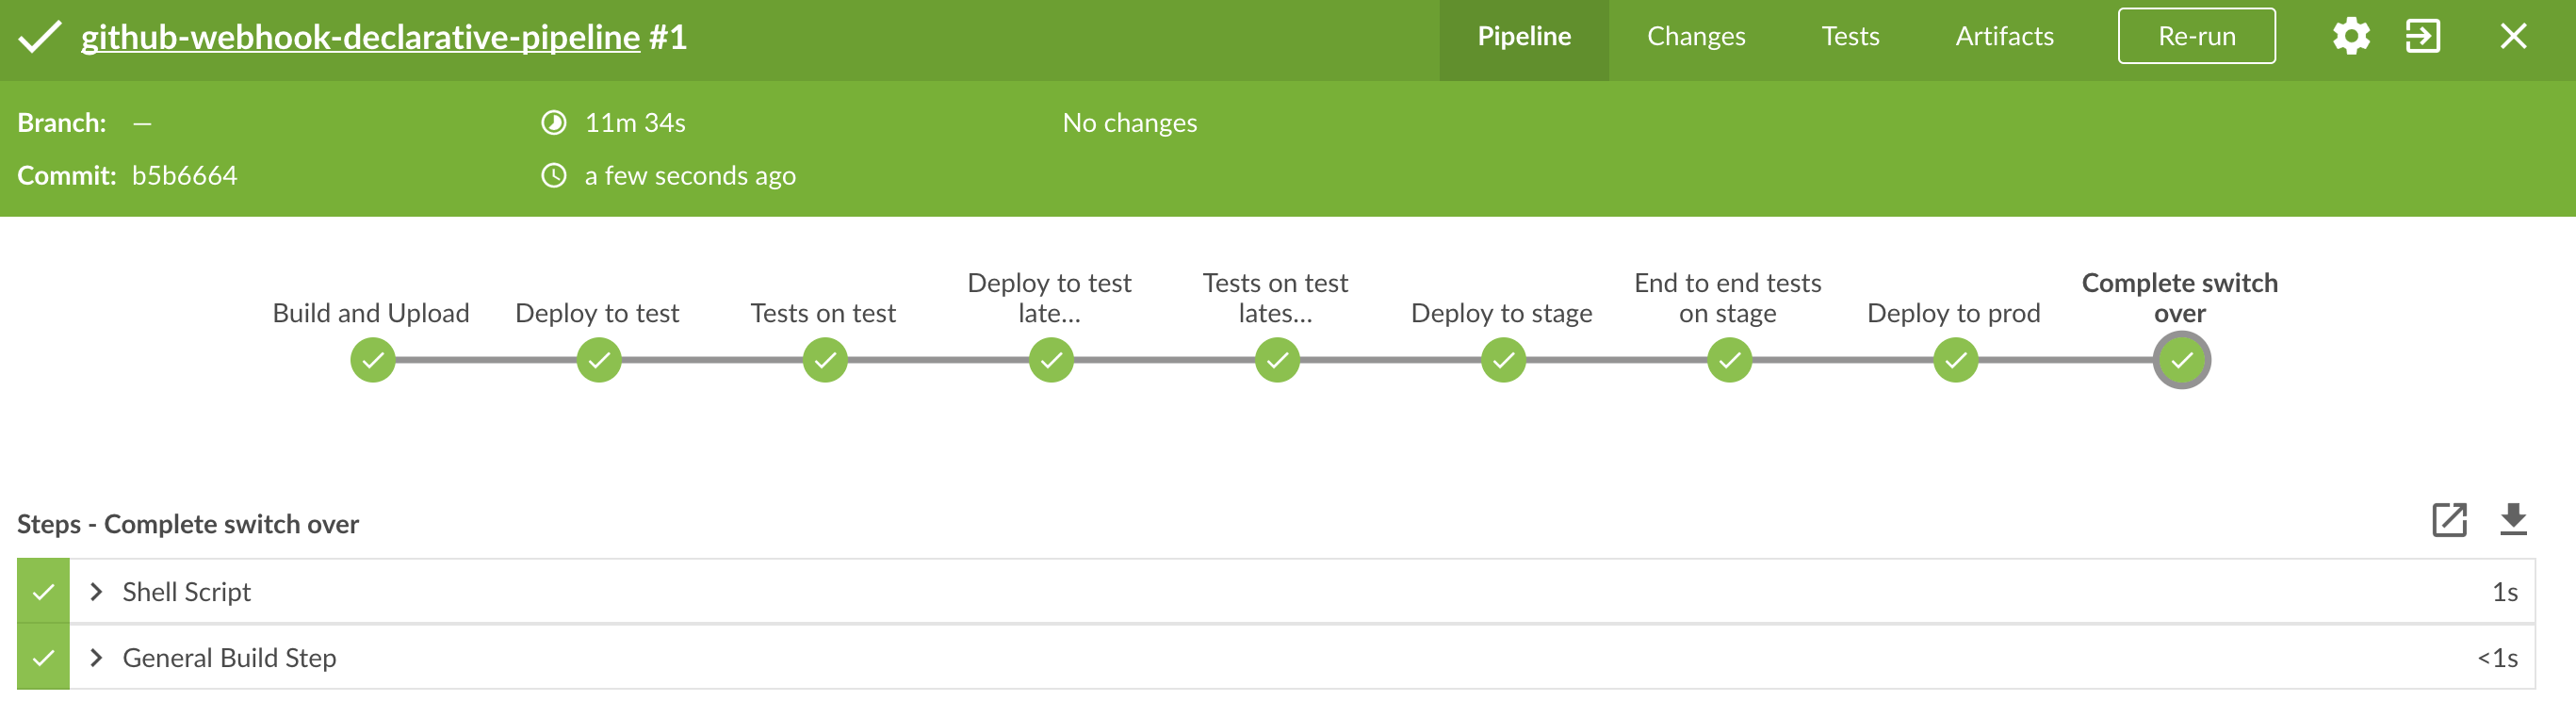 github-webhook-declarative-pipeline #1
Pipeline
Changes
Tests
Artifacts
Re-run
Branch: —
11m 34s
No changes
Commit: b5b6664
a few seconds ago
Build and Upload
Deploy to test
Tests on test
Deploy to test
late...
Tests on test
lates...
Deploy to stage
End to end tests
on stage
Deploy to prod
Complete switch
over
Steps - Complete switch over
Shell Script
1s
General Build Step
<1s